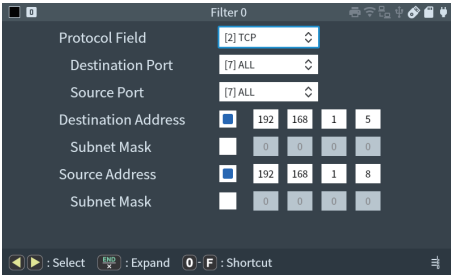 0 Filter 0
Protocol Field [2] TCP
Destination Port [7] ALL
Source Port [7] ALL
Destination Address 192 168 1 5
Subnet Mask 0 0 0 0
Source Address 192 168 1 8
Subnet Mask 0 0 0 0
: Select END X : Expand 0 - F : Shortcut